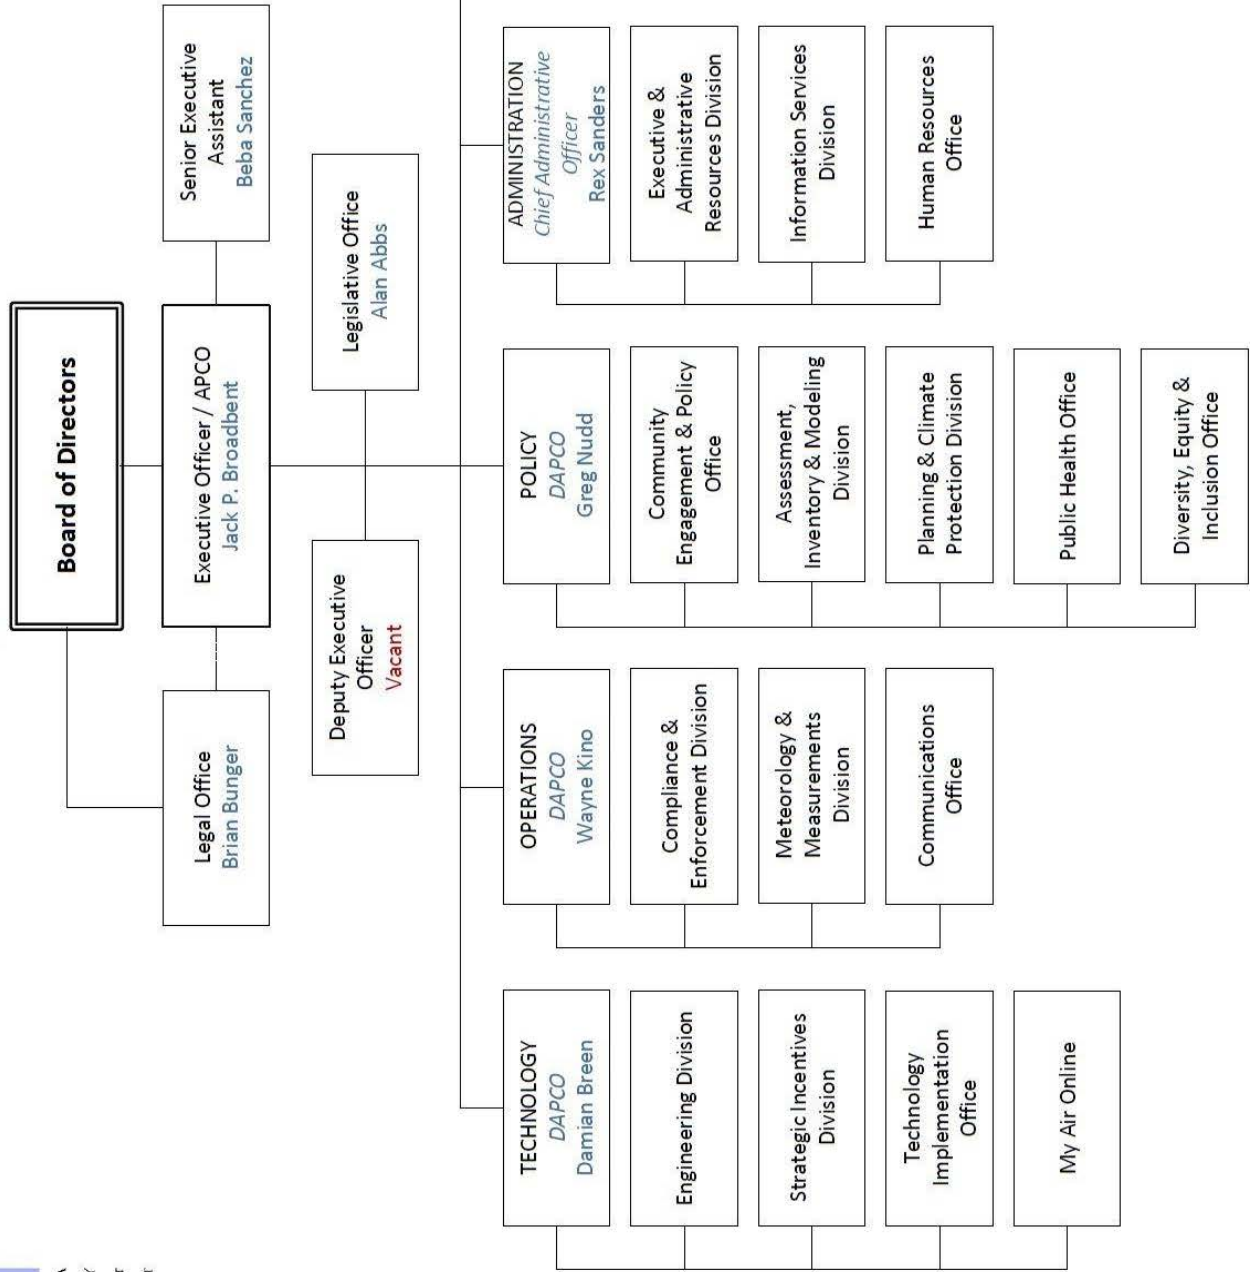 Board of Directors
Legal Office
Brian Bunger
Executive Officer / APCO
Jack P. Broadbent
Senior Executive
Assistant
Beba Sanchez
Deputy Executive
Officer
Vacant
Legislative Office
Alan Abbs
TECHNOLOGY
DAPCO
Damian Breen
Engineering Division
Strategic Incentives
Division
Technology
Implementation
Office
My Air Online
OPERATIONS
DAPCO
Wayne Kino
Compliance &
Enforcement Division
Meteorology &
Measurements
Division
Communications
Office
POLICY
DAPCO
Greg Nudd
Community
Engagement & Policy
Office
Assessment,
Inventory & Modeling
Division
Planning & Climate
Protection Division
Public Health Office
Diversity, Equity &
Inclusion Office
ADMINISTRATION
Chief Administrative
Officer
Rex Sanders
Executive &
Administrative
Resources Division
Information Services
Division
Human Resources
Office